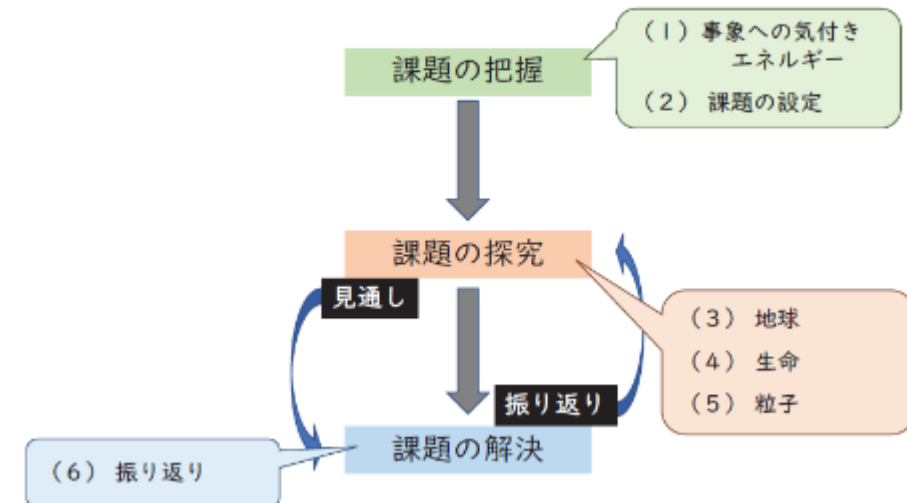 課題の把握
（１）事象への気付き
エネルギー
（２）課題の設定
課題の探究
見通し
（３）地球
（４）生命
（５）粒子
振り返り
課題の解決
（６）振り返り